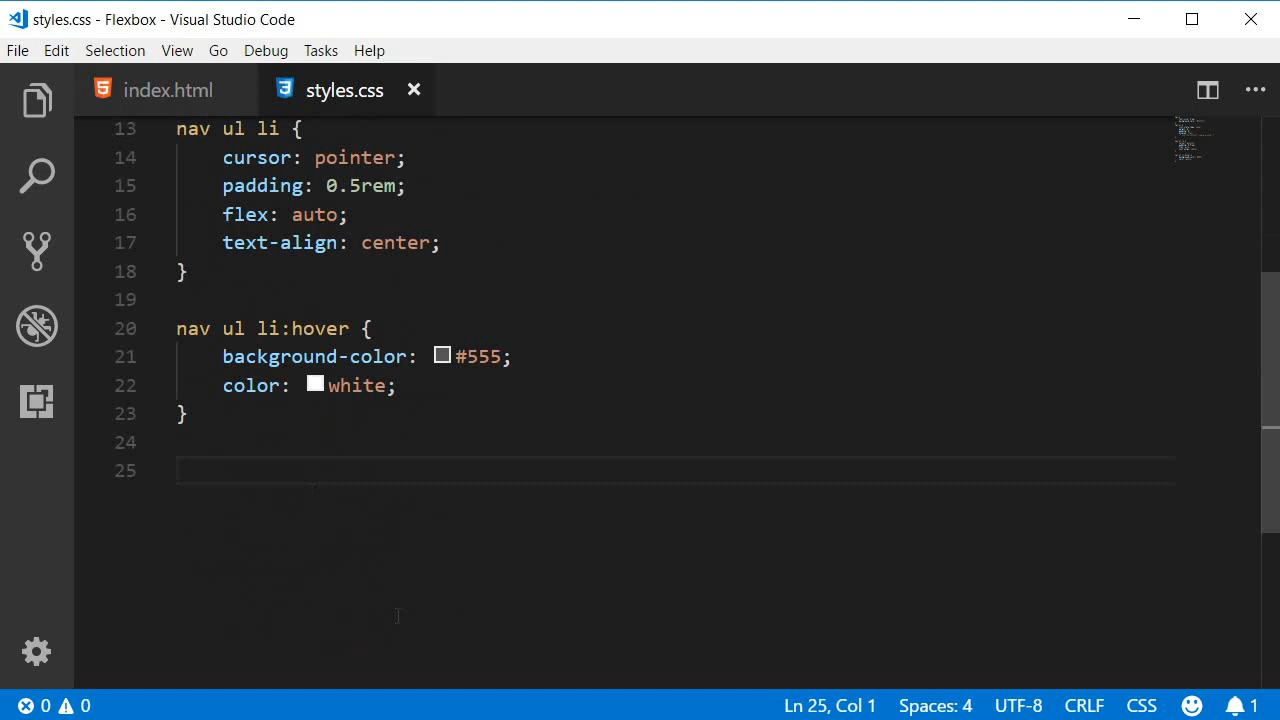 styles.css - Flexbox - Visual Studio Code
File Edit Selection View Go Debug Tasks Help
index.html styles.css
13 nav ul li {
14 cursor: pointer;
15 padding: 0.5rem;
16 flex: auto;
17 text-align: center;
18 }
19
20 nav ul li:hover {
21 background-color: #555;
22 color: white;
23 }
24
25
0 0 Ln 25, Col 1 Spaces: 4 UTF-8 CRLF CSS 1